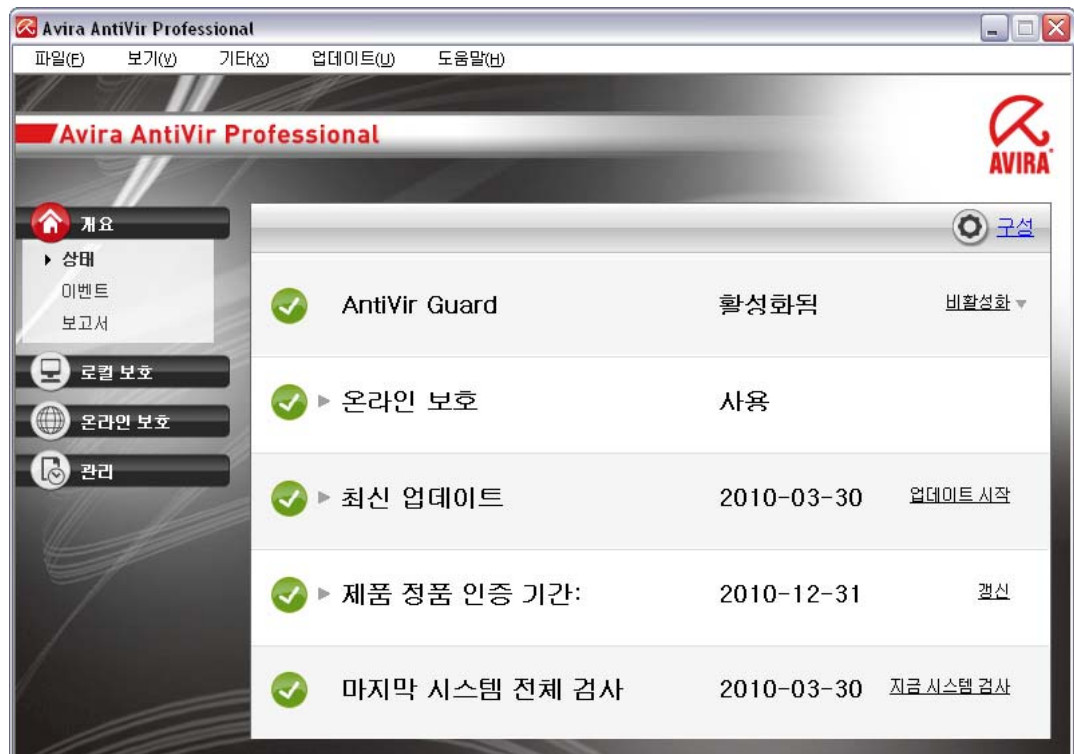 Avira AntiVir Professional
파일(F) 보기(V) 기타(X) 업데이트(U) 도움말(H)
Avira AntiVir Professional
AVIRA
개요
상태
이벤트
보고서
로컬 보호
온라인 보호
관리
구성
AntiVir Guard 활성화됨 비활성화
온라인 보호 사용
최신 업데이트 2010-03-30 업데이트 시작
제품 정품 인증 기간: 2010-12-31 갱신
마지막 시스템 전체 검사 2010-03-30 지금 시스템 검사